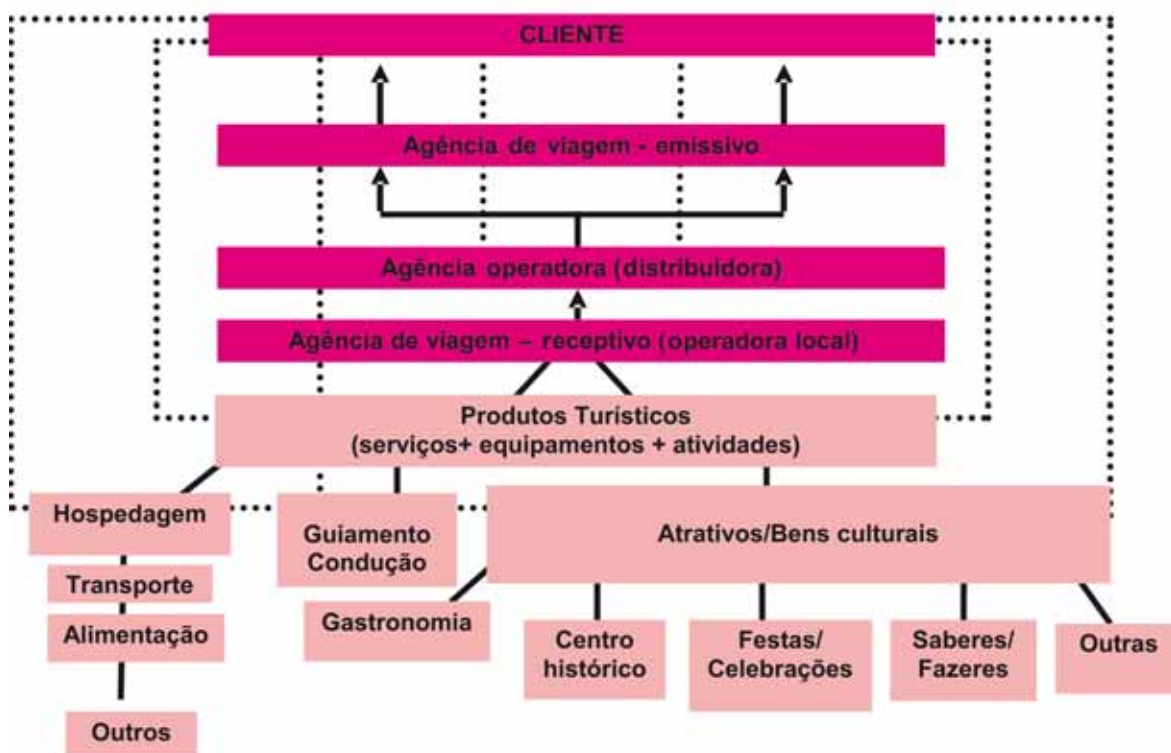 CLIENTE
Agência de viagem - emissivo
Agência operadora (distribuidora)
Agência de viagem – receptivo (operadora local)
Produtos Turísticos
(serviços+ equipamentos + atividades)
Hospedagem
Transporte
Alimentação
Outros
Guiamento
Condução
Atrativos/Bens culturais
Gastronomia
Centro
histórico
Festas/
Celebrações
Saberes/
Fazeres
Outras